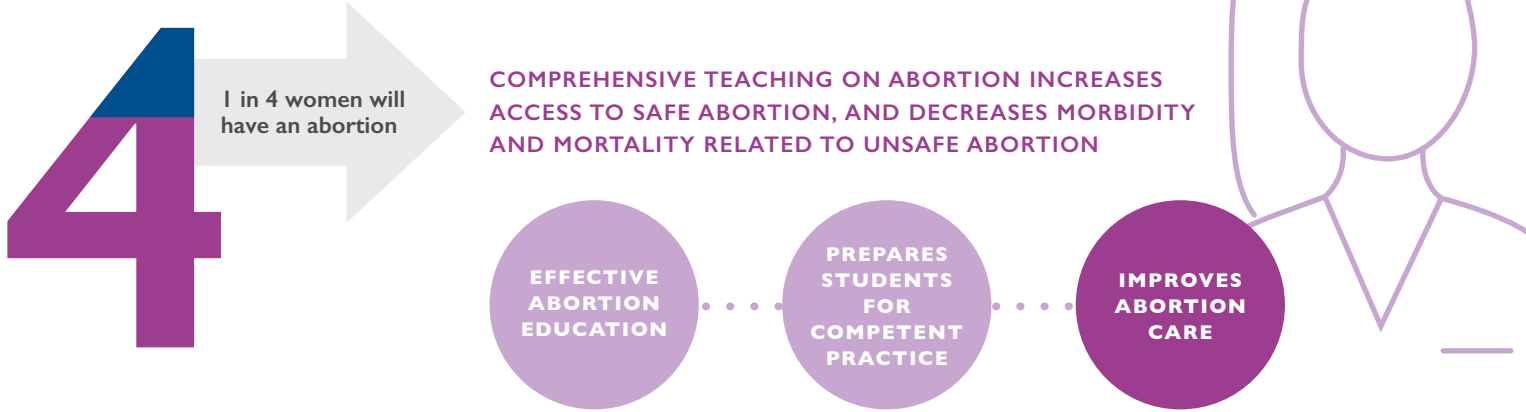 4
1 in 4 women will
have an abortion
COMPREHENSIVE TEACHING ON ABORTION INCREASES
ACCESS TO SAFE ABORTION, AND DECREASES MORBIDITY
AND MORTALITY RELATED TO UNSAFE ABORTION
EFFECTIVE
ABORTION
EDUCATION
PREPARES
STUDENTS
FOR
COMPETENT
PRACTICE
IMPROVES
ABORTION
CARE